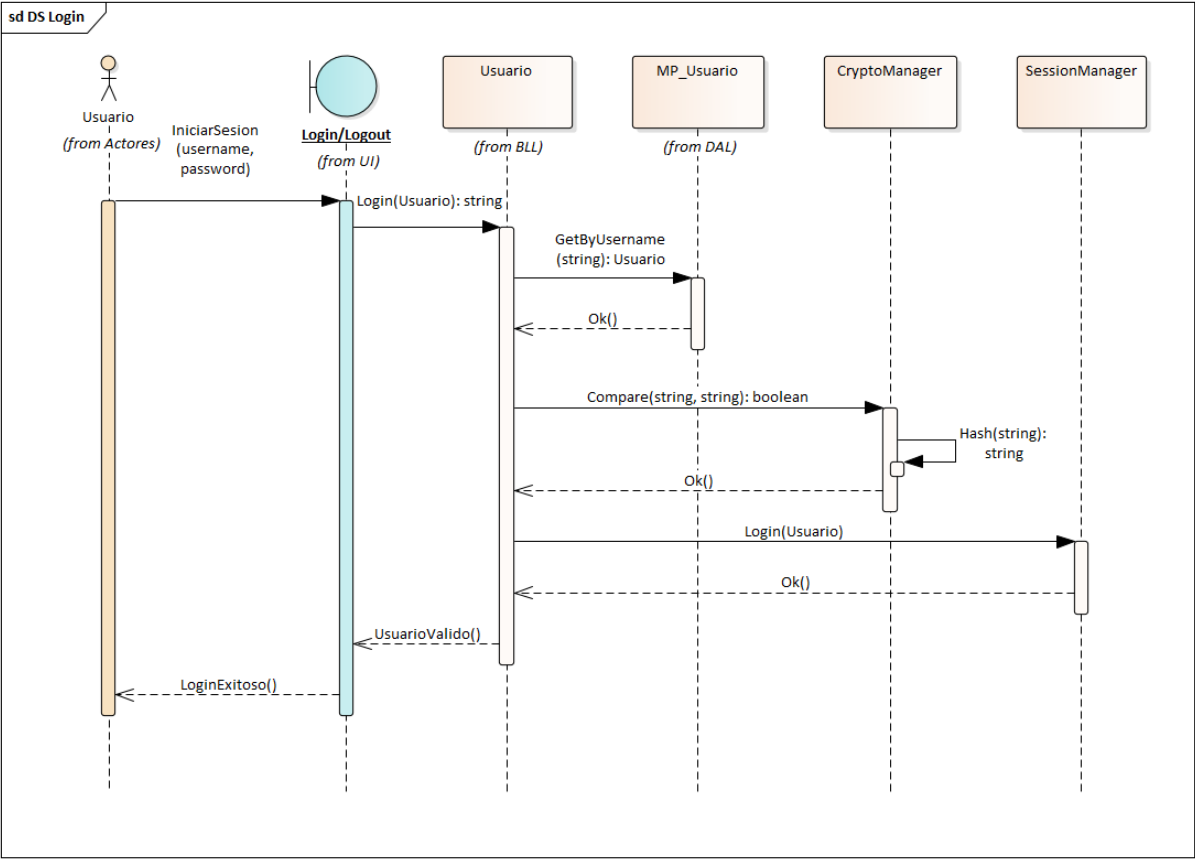 sd DS Login
Usuario
(from Actores)
Login/Logout
(from UI)
Usuario
(from BLL)
MP_Usuario
(from DAL)
CryptoManager
SessionManager
IniciarSesion
(username,
password)
Login(Usuario): string
GetByUsername
(string): Usuario
Ok()
Compare(string, string): boolean
Hash(string):
string
Ok()
Login(Usuario)
Ok()
UsuarioValido()
LoginExitoso()